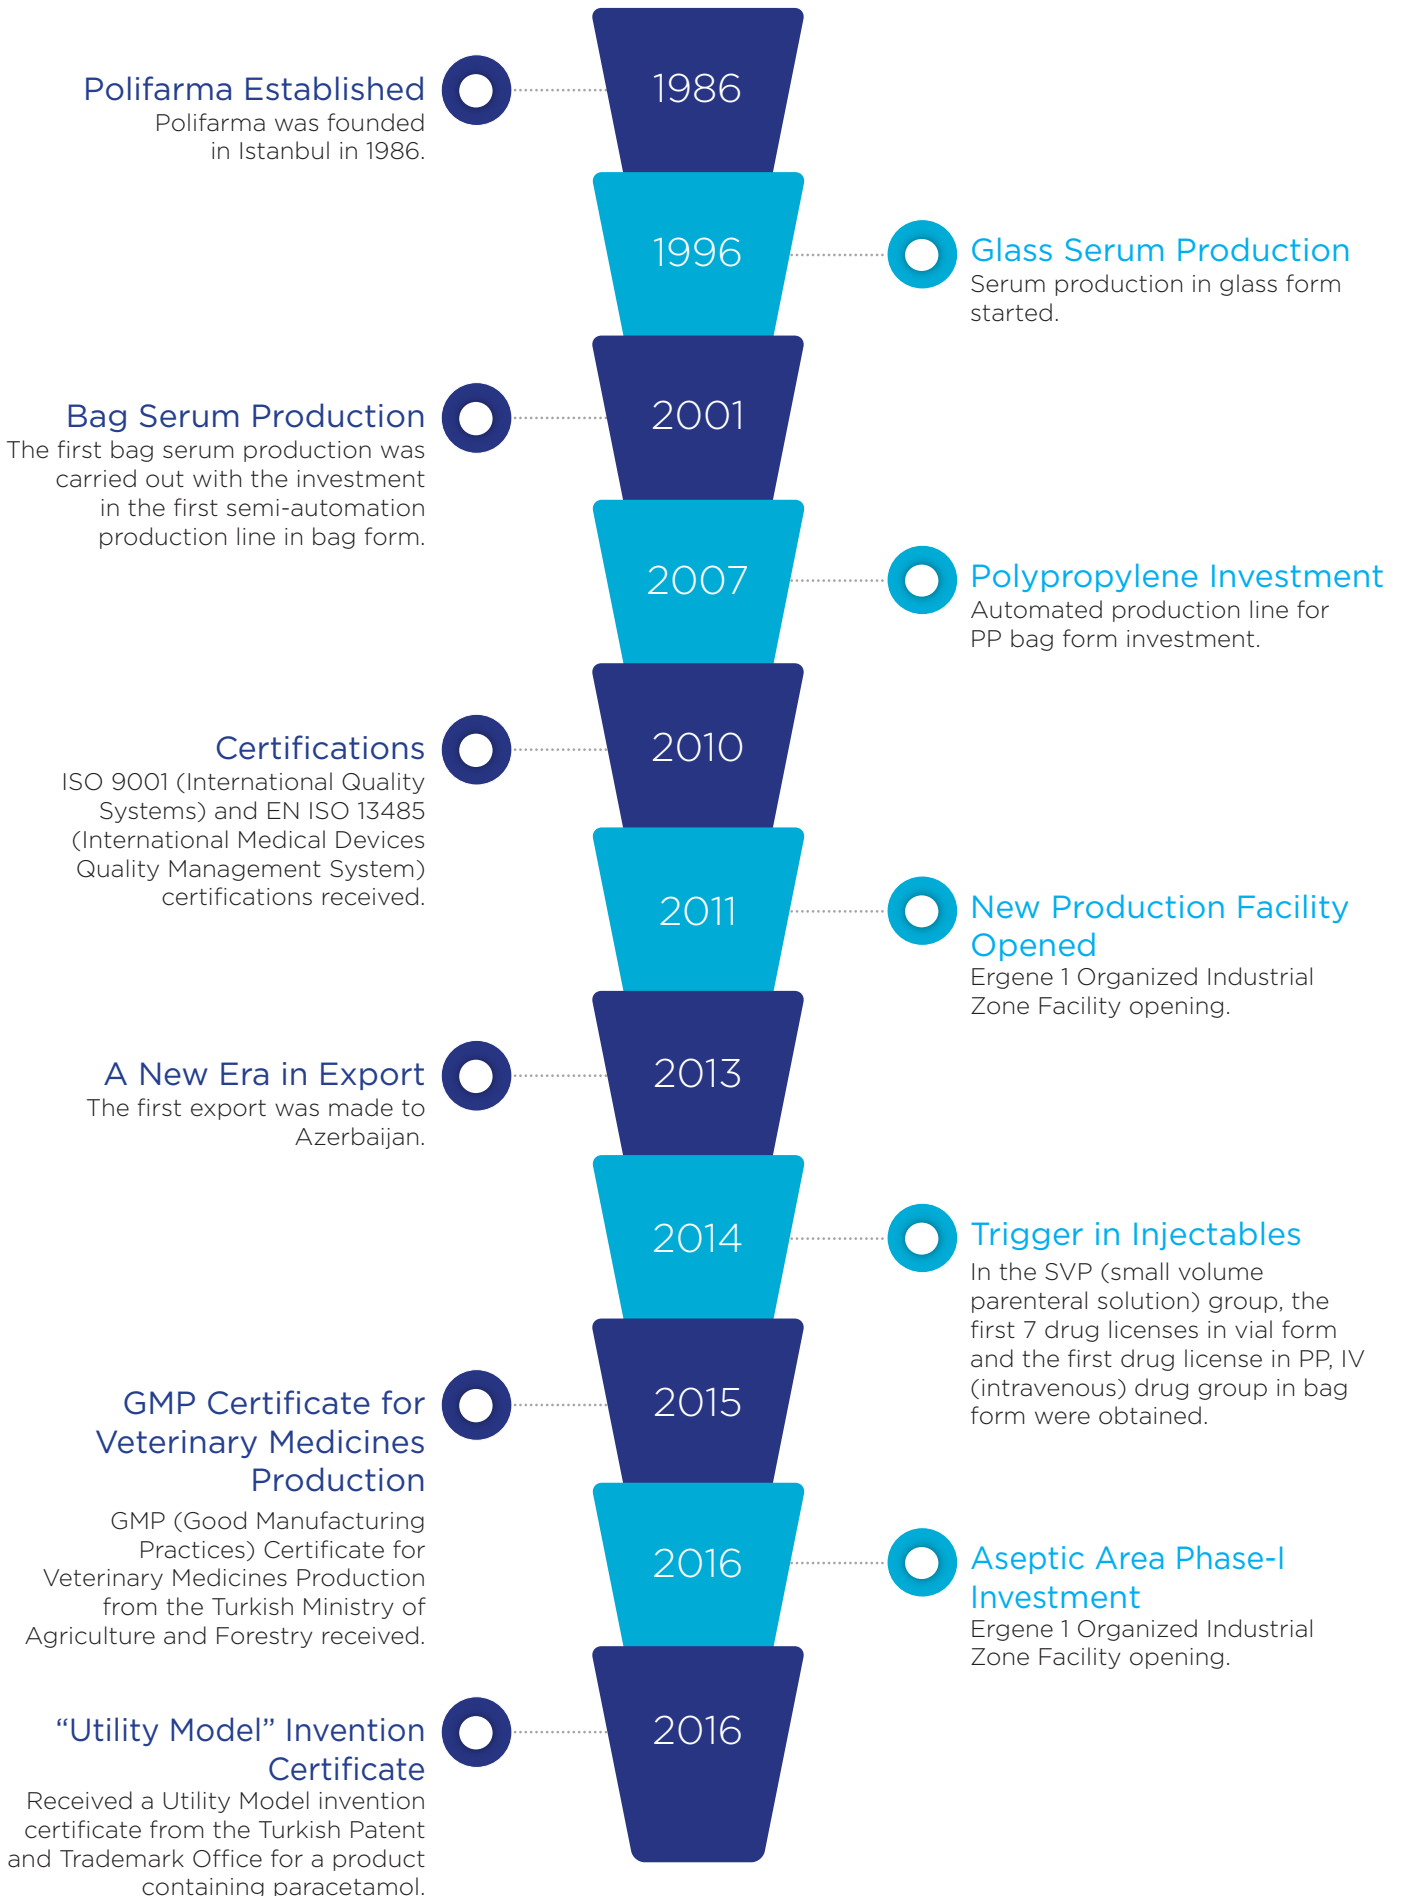 1986
Polifarma Established
Polifarma was founded
in Istanbul in 1986.
1996
Glass Serum Production
Serum production in glass form
started.
2001
Bag Serum Production
The first bag serum production was
carried out with the investment
in the first semi-automation
production line in bag form.
2007
Polypropylene Investment
Automated production line for
PP bag form investment.
2010
Certifications
ISO 9001 (International Quality
Systems) and EN ISO 13485
(International Medical Devices
Quality Management System)
certifications received.
2011
New Production Facility
Opened
Ergene 1 Organized Industrial
Zone Facility opening.
2013
A New Era in Export
The first export was made to
Azerbaijan.
2014
Trigger in Injectables
In the SVP (small volume
parenteral solution) group, the
first 7 drug licenses in vial form
and the first drug license in PP, IV
(intravenous) drug group in bag
form were obtained.
2015
GMP Certificate for
Veterinary Medicines
Production
GMP (Good Manufacturing
Practices) Certificate for
Veterinary Medicines Production
from the Turkish Ministry of
Agriculture and Forestry received.
2016
Aseptic Area Phase-I
Investment
Ergene 1 Organized Industrial
Zone Facility opening.
2016
“Utility Model” Invention
Certificate
Received a Utility Model invention
certificate from the Turkish Patent
and Trademark Office for a product
containing paracetamol.